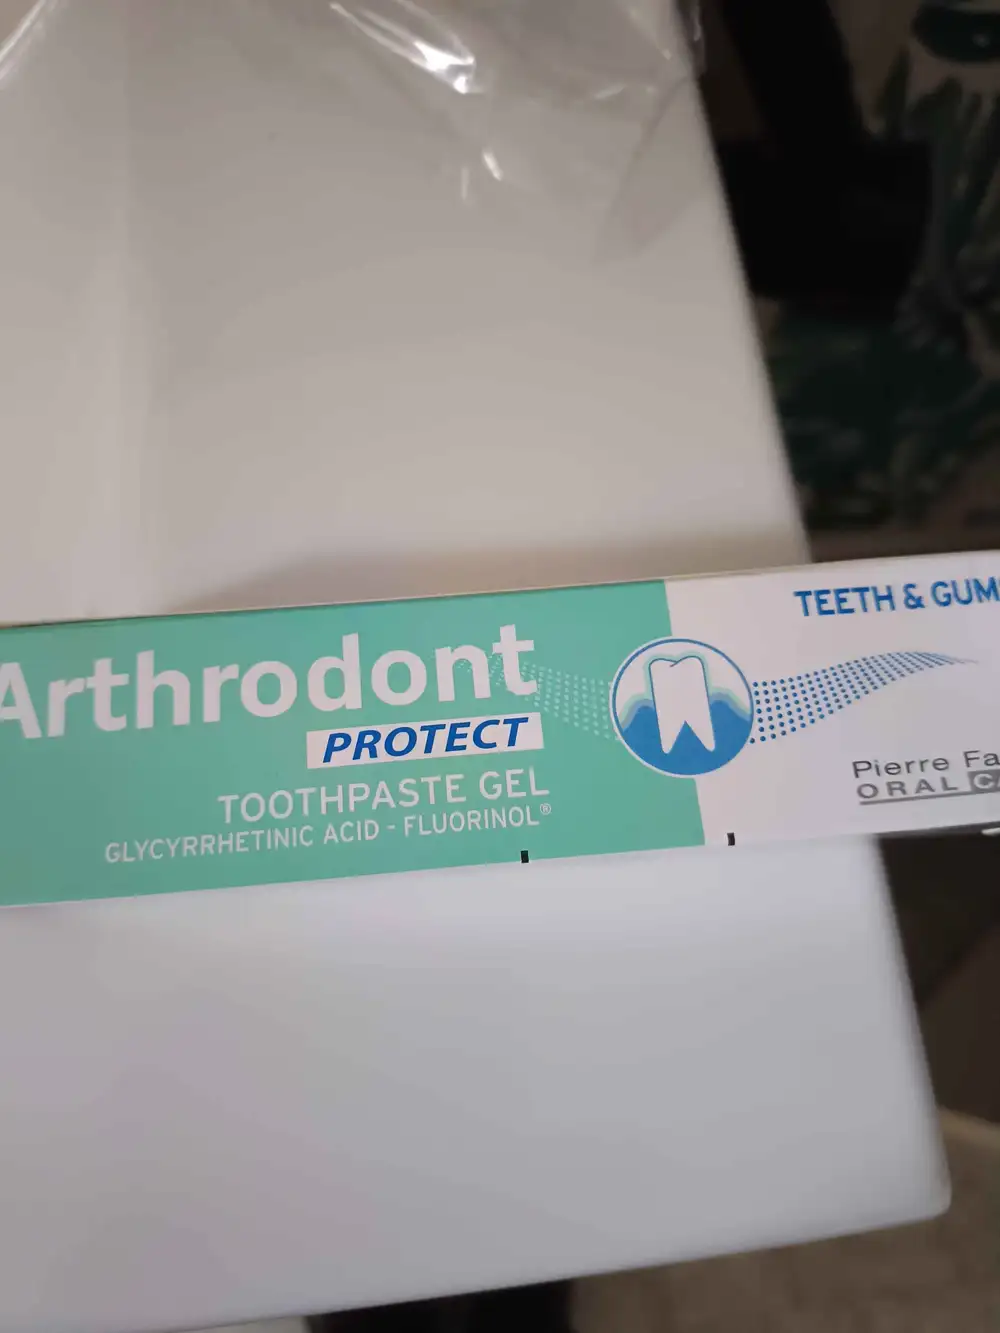 Arthrodont
PROTECT
TOOTHPASTE GEL
GLYCYRRHETINIC ACID - FLUORINOL®
TEETH & GUM
Pierre Fa
ORAL